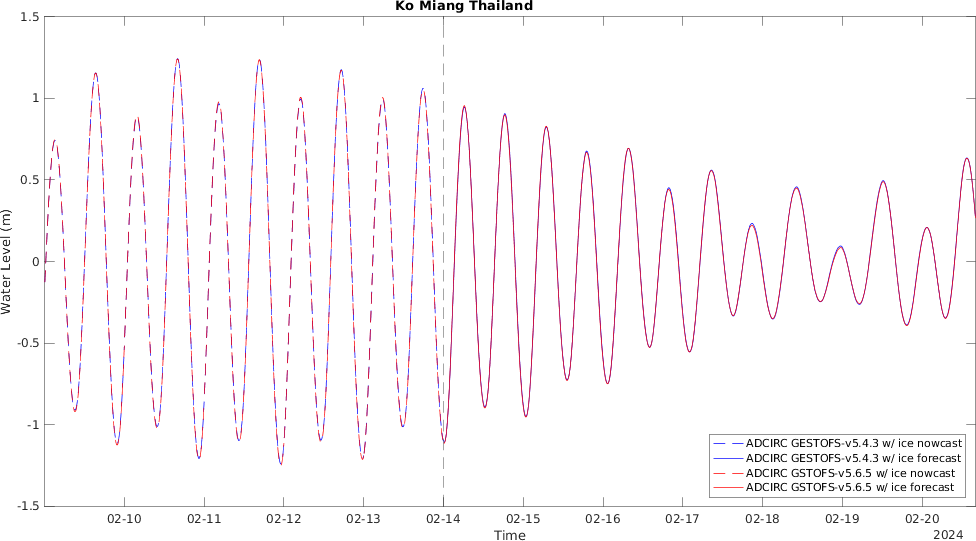 Ko Miang Thailand
1.5
1
0.5
0
-0.5
-1
-1.5
Water Level (m)
ADCIRC GESTOFS-v5.4.3 w/ ice nowcast
ADCIRC GESTOFS-v5.4.3 w/ ice forecast
ADCIRC GSTOFS-v5.6.5 w/ ice nowcast
ADCIRC GSTOFS-v5.6.5 w/ ice forecast
02-10 02-11 02-12 02-13 02-14 02-15 02-16 02-17 02-18 02-19 02-20
Time
2024